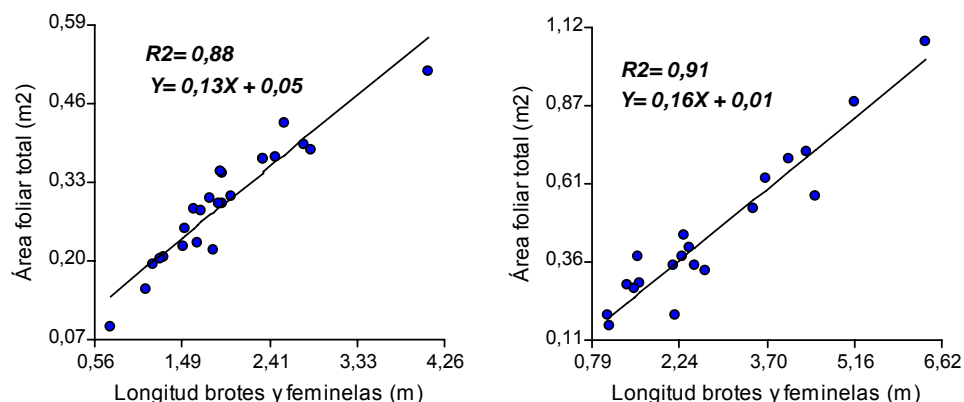 0,59
R2= 0,88
Y= 0,13X + 0,05
0,46
0,33
0,20
0,07
0,56 1,49 2,41 3,33 4,26
Área foliar total (m2)
Longitud brotes y feminelas (m)
1,12
R2= 0,91
Y= 0,16X + 0,01
0,87
0,61
0,36
0,11
0,79 2,24 3,70 5,16 6,62
Área foliar total (m2)
Longitud brotes y feminelas (m)